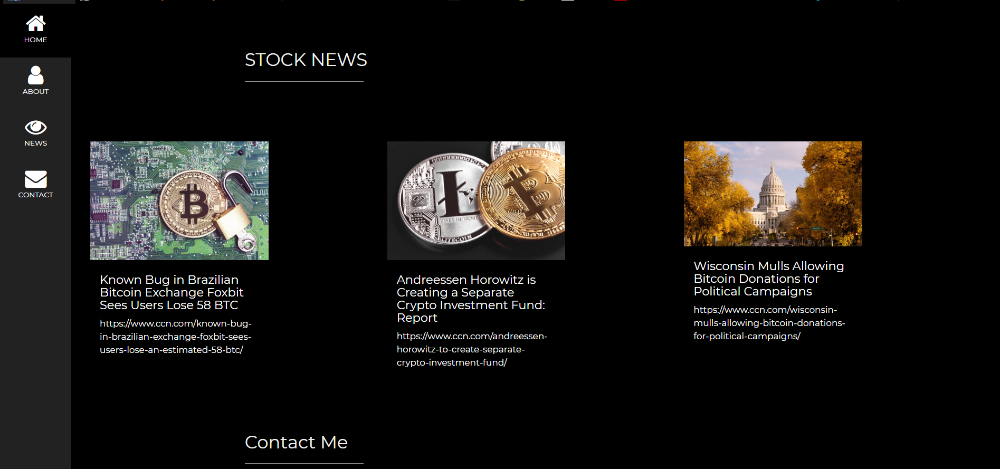 HOME
ABOUT
NEWS
CONTACT
STOCK NEWS
LITECOIN
Known Bug in Brazilian
Bitcoin Exchange Foxbit
Sees Users Lose 58 BTC
https://www.ccn.com/known-bug-
in-brazilian-exchange-foxbit-sees-
users-lose-an-estimated-58-btc/
Andreessen Horowitz is
Creating a Separate
Crypto Investment Fund:
Report
https://www.ccn.com/andreessen-
horowitz-to-create-separate-
crypto-investment-fund/
Wisconsin Mulls Allowing
Bitcoin Donations for
Political Campaigns
https://www.ccn.com/wisconsin-
mulls-allowing-bitcoin-donations-
for-political-campaigns/
Contact Me